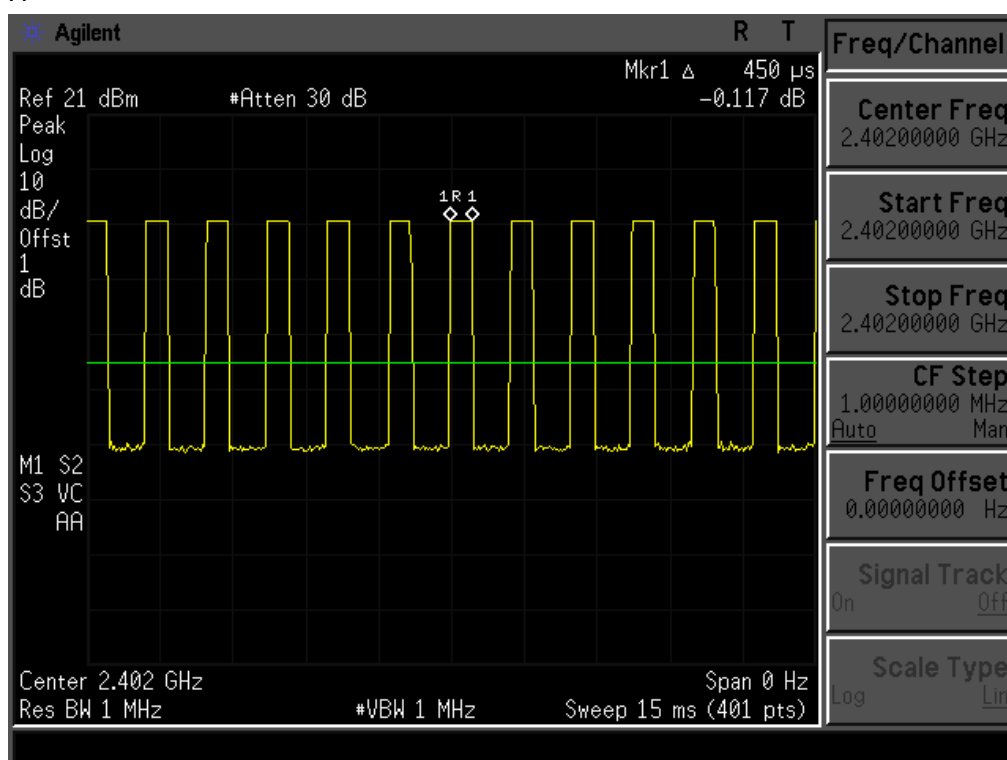 Agilent R T
Mkr1 Δ 450 µs
Ref 21 dBm #Atten 30 dB -0.117 dB
Peak
Log
10
dB/
Offst
1
dB
1R 1
M1 S2
S3 VC
AA
Center 2.402 GHz Span 0 Hz
Res BW 1 MHz #VBW 1 MHz Sweep 15 ms (401 pts)
Freq/Channel
Center Freq
2.40200000 GHz
Start Freq
2.40200000 GHz
Stop Freq
2.40200000 GHz
CF Step
1.00000000 MHz
Auto Man
Freq Offset
0.00000000 Hz
Signal Track
On Off
Scale Type
Log Lin